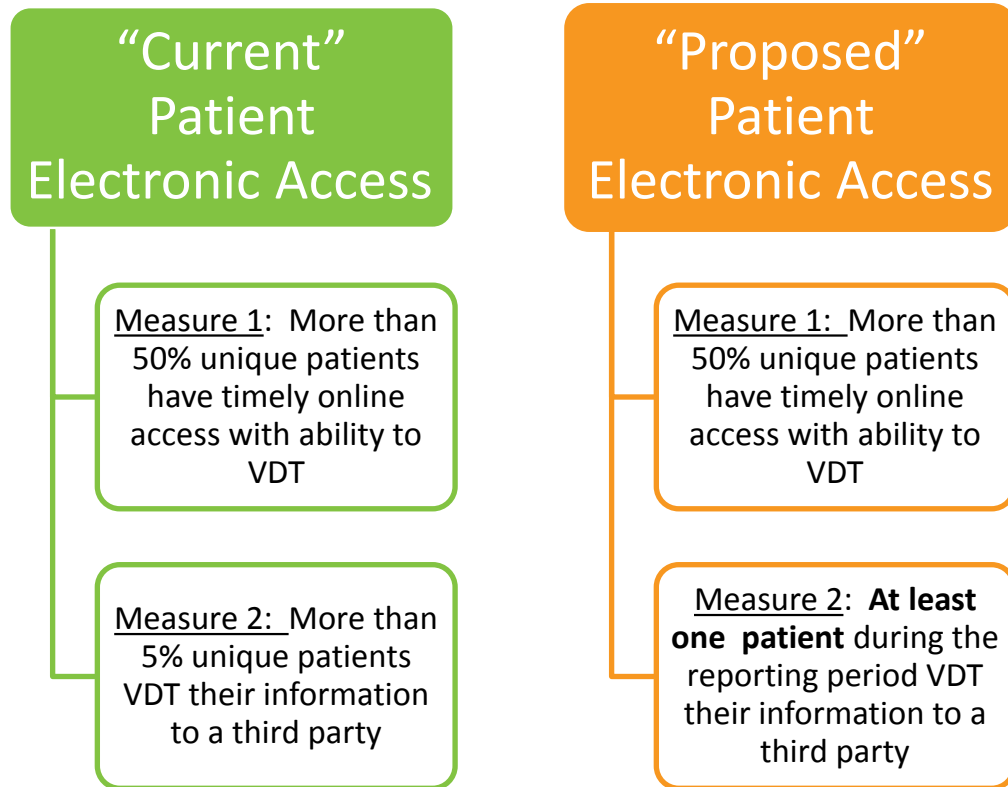 “Current”
Patient
Electronic Access
Measure 1:  More than
50% unique patients
have timely online
access with ability to
VDT
Measure 2:  More than
5% unique patients
VDT their information
to a third party
“Proposed”
Patient
Electronic Access
Measure 1:  More than
50% unique patients
have timely online
access with ability to
VDT
Measure 2:  At least
one  patient during the
reporting period VDT
their information to a
third party